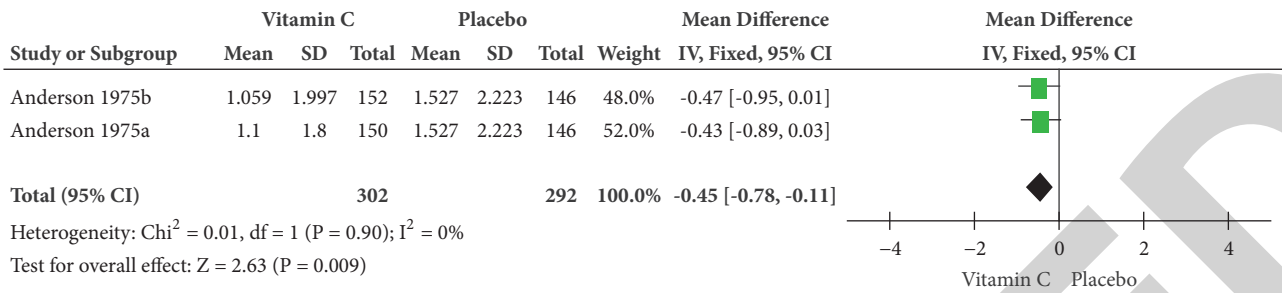 Vitamin C Placebo Mean Difference Mean Difference
Study or Subgroup Mean SD Total Mean SD Total Weight IV, Fixed, 95% CI IV, Fixed, 95% CI
Anderson 1975b 1.059 1.997 152 1.527 2.223 146 48.0% -0.47 [-0.95, 0.01]
Anderson 1975a 1.1 1.8 150 1.527 2.223 146 52.0% -0.43 [-0.89, 0.03]
Total (95% CI) 302 292 100.0% -0.45 [-0.78, -0.11]
Heterogeneity: Chi² = 0.01, df = 1 (P = 0.90); I² = 0%
Test for overall effect: Z = 2.63 (P = 0.009)
−4 −2 0 2 4
Vitamin C Placebo